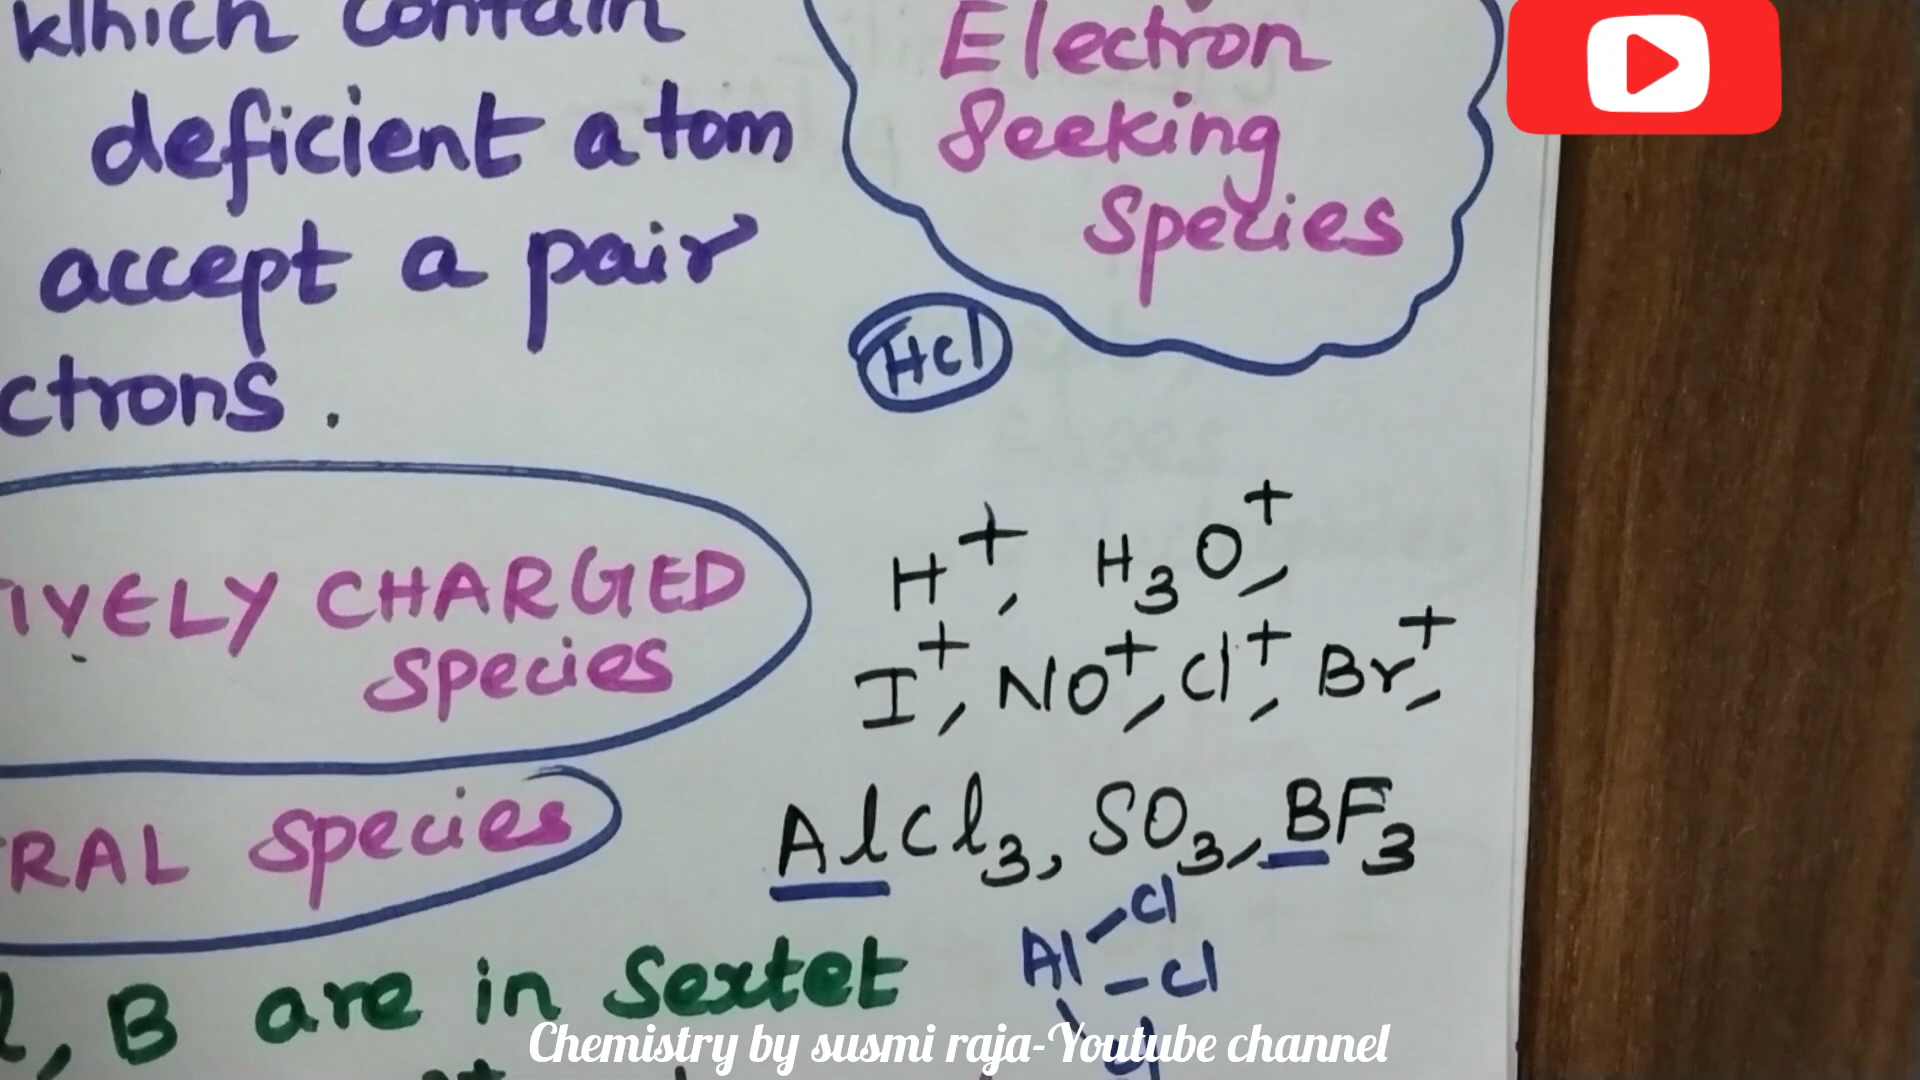 Which contain
deficient atom
accept a pair
ctrons.
Electron
Seeking
Species
HCl
IVELY CHARGED
species
H⁺, H₃O⁺,
I⁺, NO⁺, Cl⁺, Br⁺,
RAL species
AlCl₃, SO₃, BF₃
Al Cl
Cl
Cl
l, B are in Sextet
Chemistry by susmi raja-Youtube channel